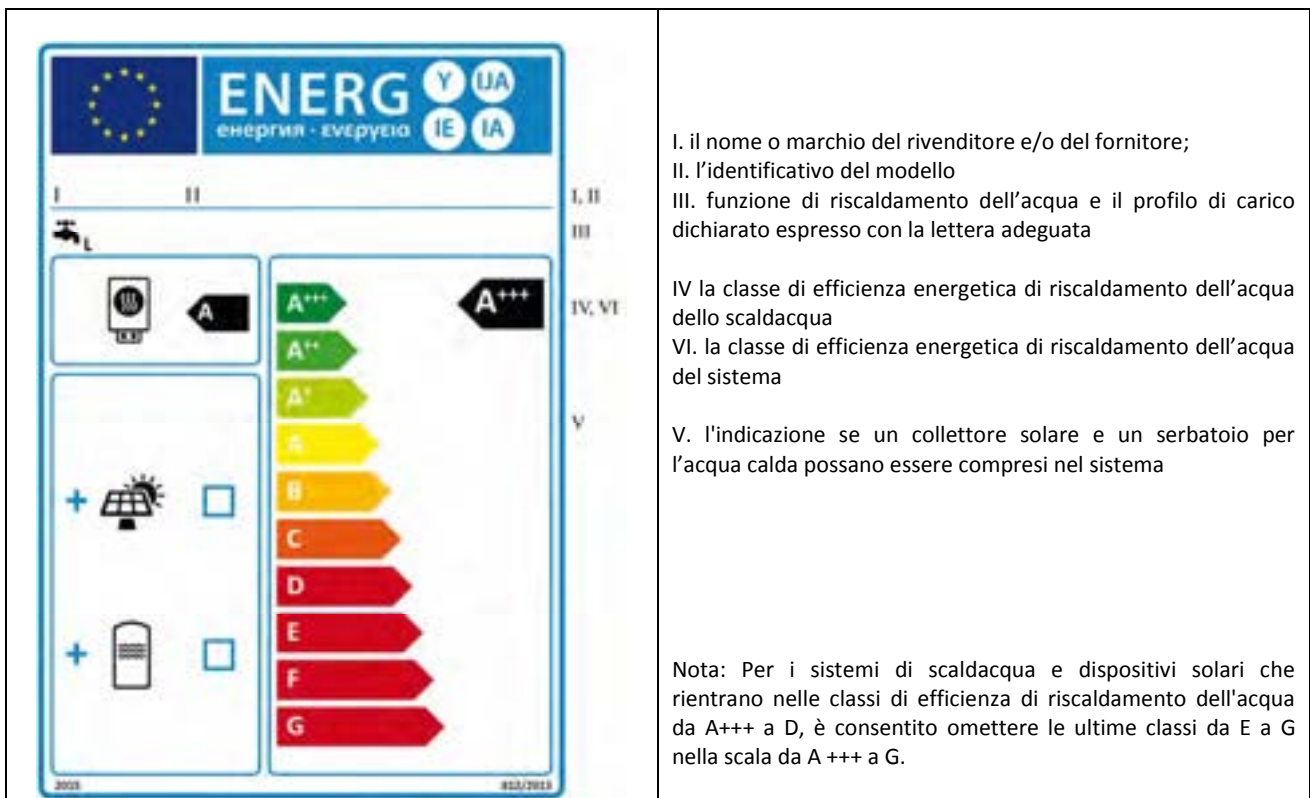 ENERG
Y IJA
IE IA
енергия · ενεργεια
I II
I, II
L
III
A
A+++
A+++
IV, VI
A++
A+
V
A
B
C
D
E
F
G
2015
812/2013
I. il nome o marchio del rivenditore e/o del fornitore;
II. l’identificativo del modello
III. funzione di riscaldamento dell’acqua e il profilo di carico
dichiarato espresso con la lettera adeguata
IV la classe di efficienza energetica di riscaldamento dell’acqua
dello scaldacqua
VI. la classe di efficienza energetica di riscaldamento dell’acqua
del sistema
V. l'indicazione se un collettore solare e un serbatoio per
l’acqua calda possano essere compresi nel sistema
Nota: Per i sistemi di scaldacqua e dispositivi solari che
rientrano nelle classi di efficienza di riscaldamento dell'acqua
da A+++ a D, è consentito omettere le ultime classi da E a G
nella scala da A +++ a G.